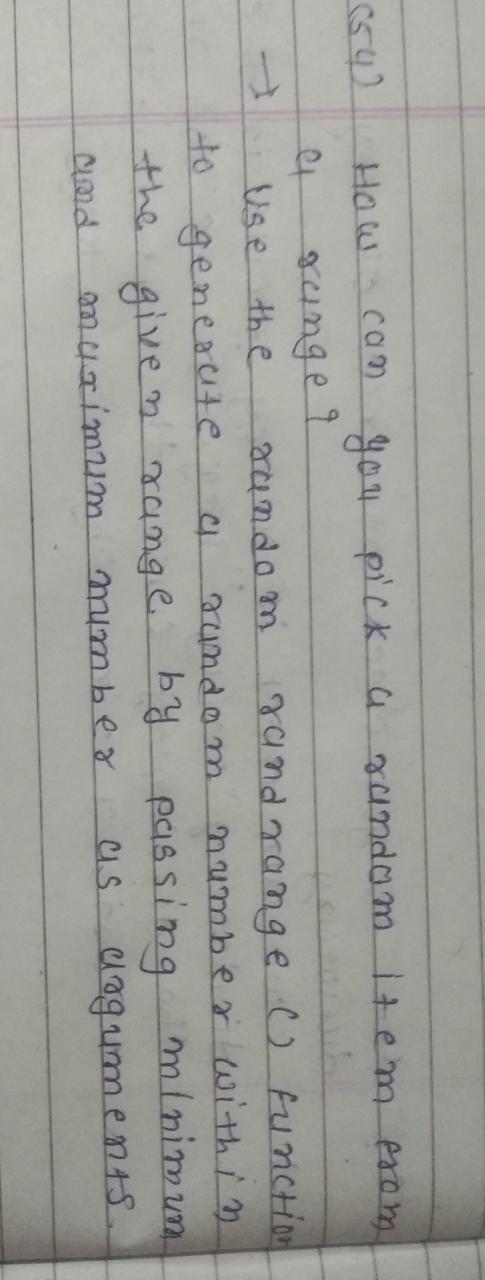 (54) How can you pick a random item from
a range?
→ Use the random randrange () function
to generate a random number within
the given range by passing minimum
and maximum number as arguments.